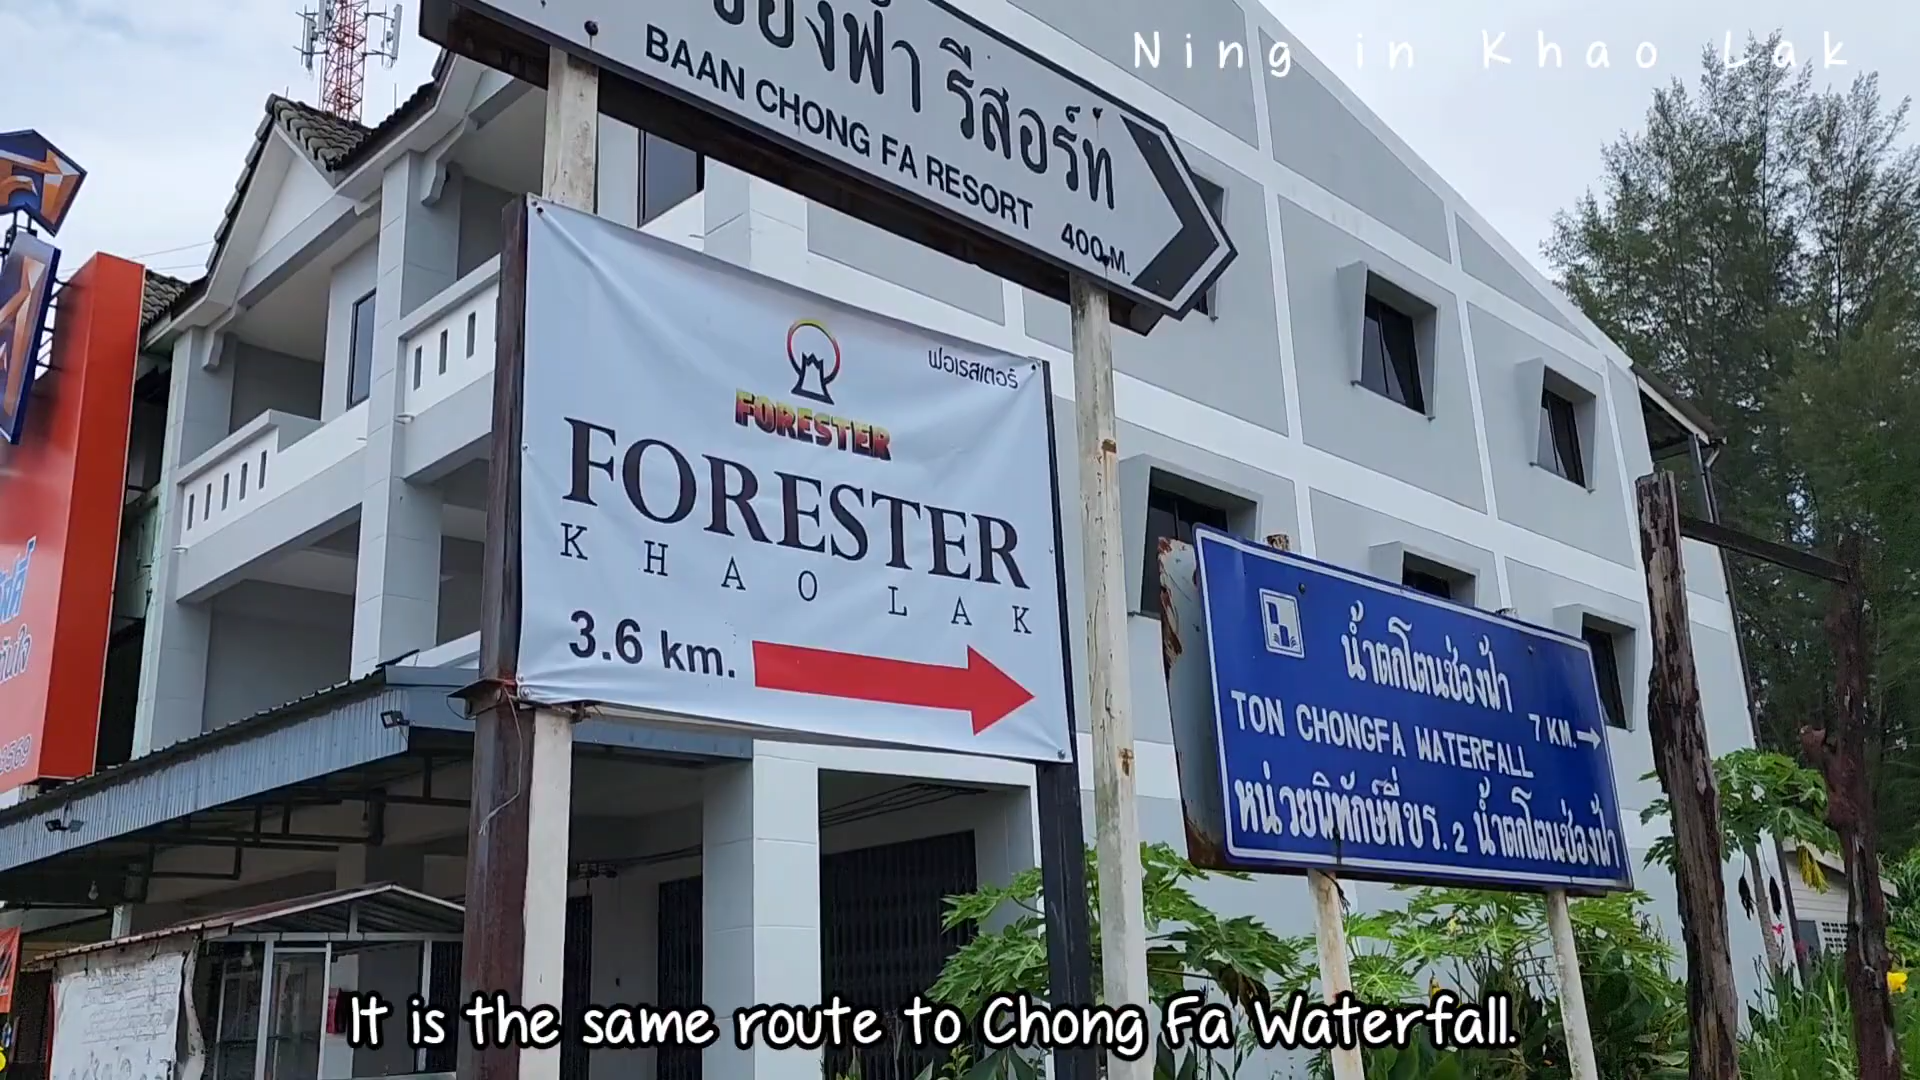 Ning in Khao Lak
ช่องฟ้า รีสอร์ท
BAAN CHONG FA RESORT 400 M.
ฟอเรสเตอร์
FORESTER
FORESTER
KHAO LAK
3.6 km.
น้ำตกโตนช่องฟ้า
TON CHONGFA WATERFALL 7 KM.
หน่วยพิทักษ์ที่ ขร. 2 น้ำตกโตนช่องฟ้า
It is the same route to Chong Fa Waterfall.